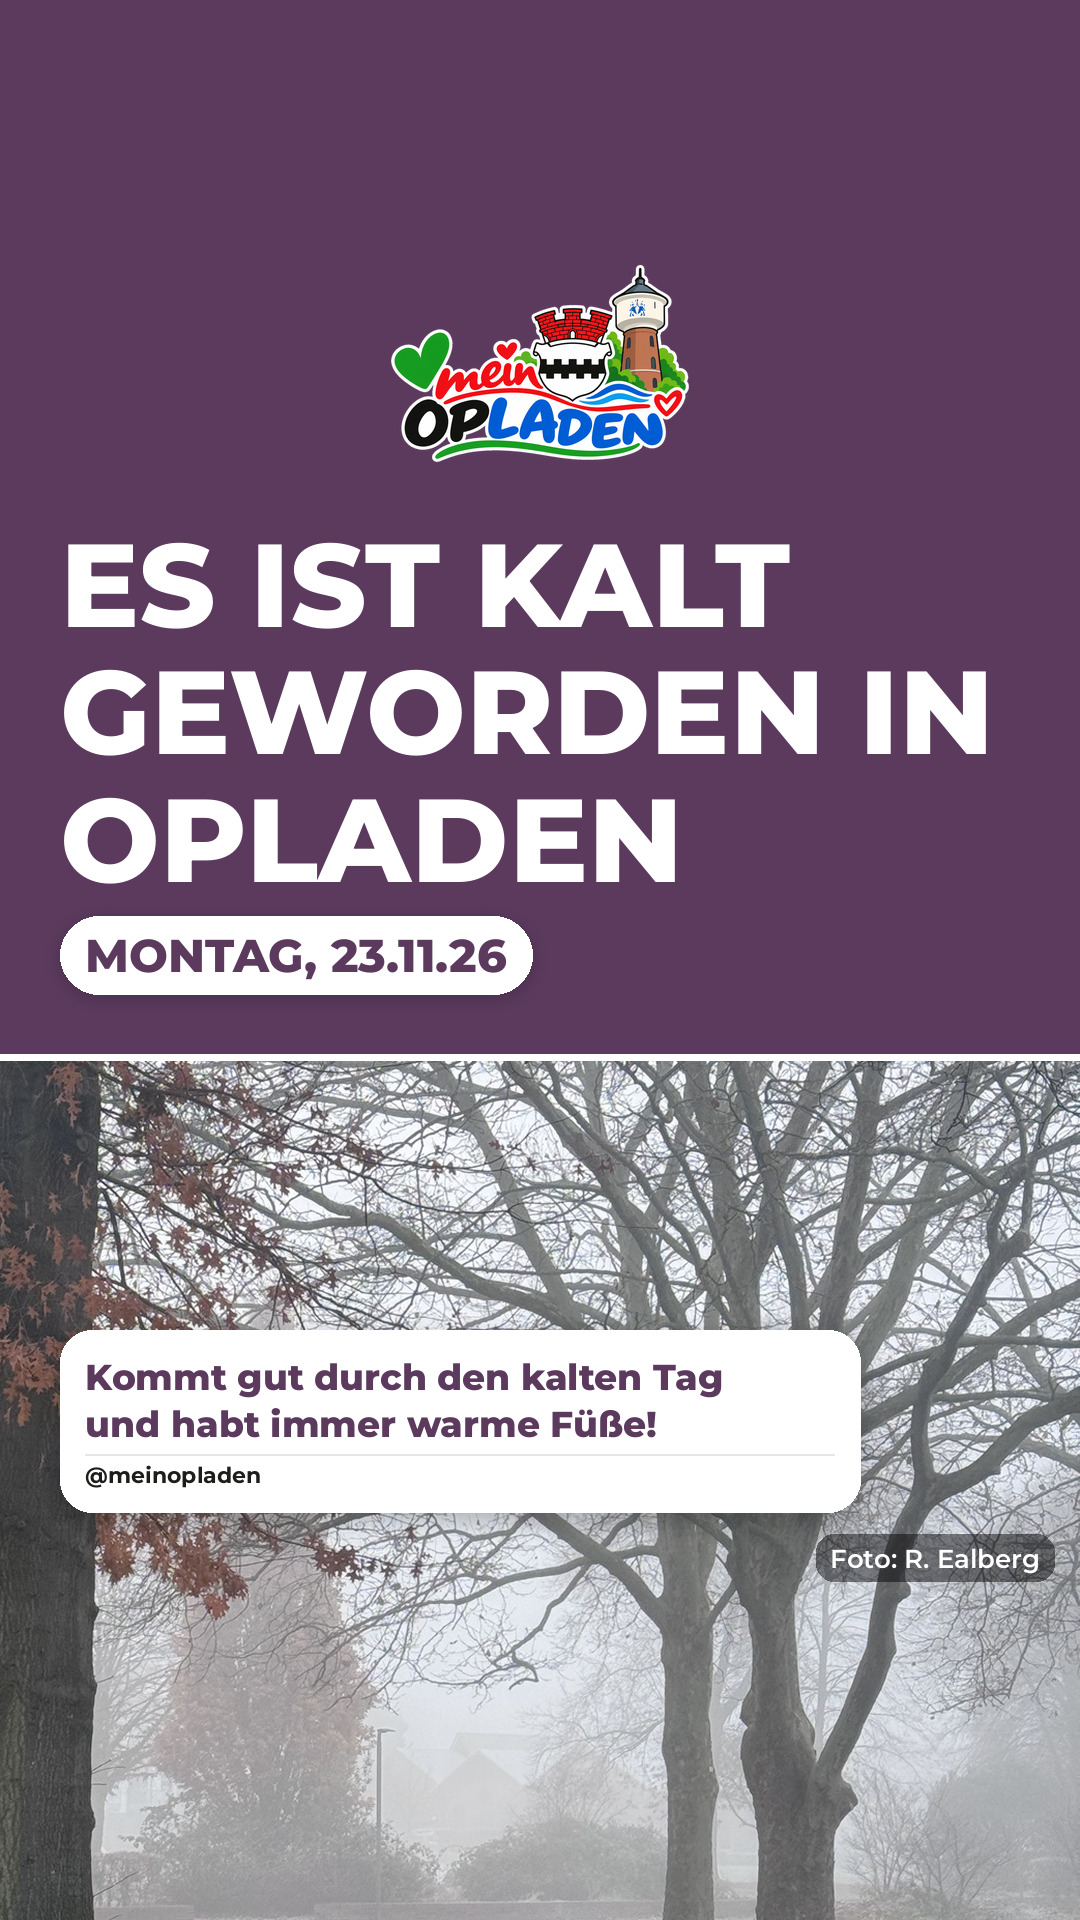 mein
OPLADEN
ES IST KALT
GEWORDEN IN
OPLADEN
MONTAG, 23.11.26
Kommt gut durch den kalten Tag
und habt immer warme Füße!
@meinopladen
Foto: R. Ealberg